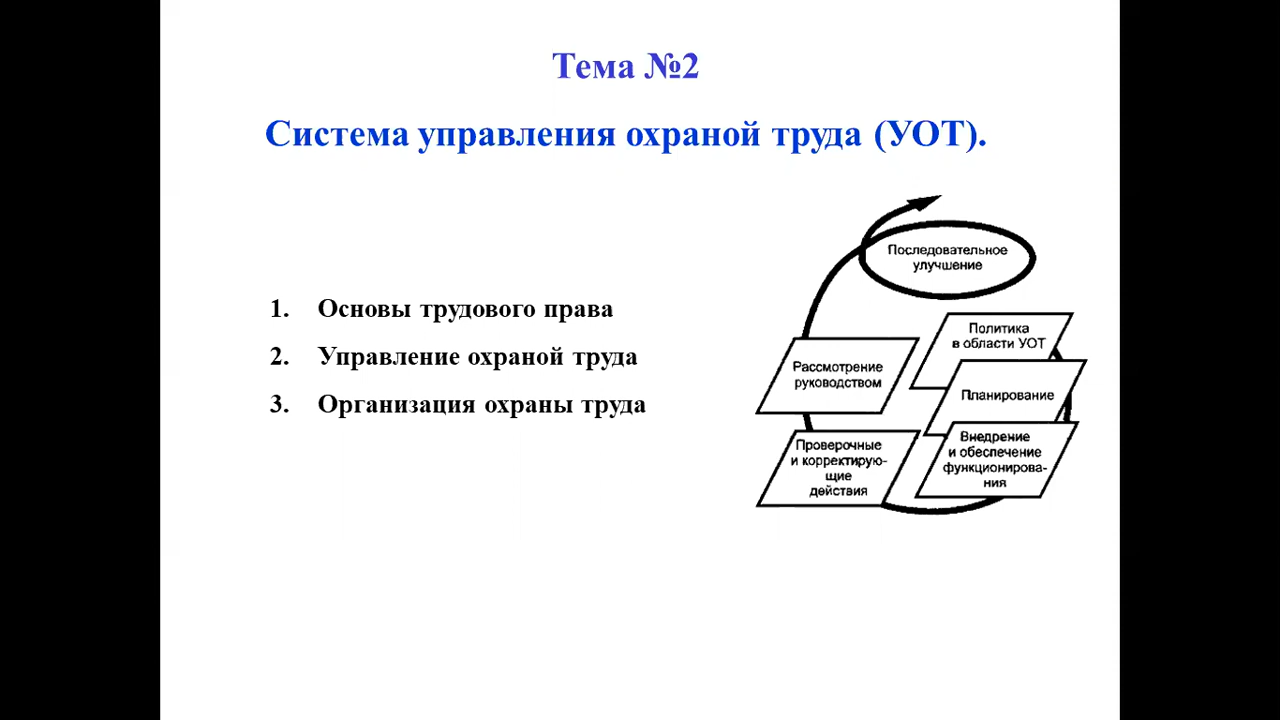 Тема №2
Система управления охраной труда (УОТ).
1. Основы трудового права
2. Управление охраной труда
3. Организация охраны труда
Последовательное
улучшение
Политика
в области УОТ
Планирование
Внедрение
и обеспечение
функционирова-
ния
Рассмотрение
руководством
Проверочные
и корректирую-
щие
действия